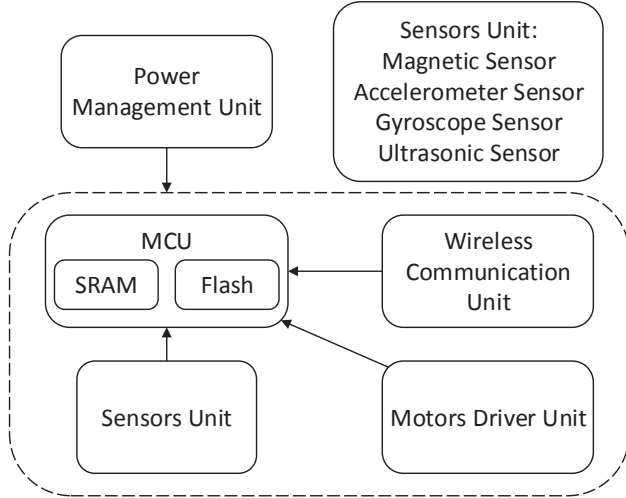 Power
Management Unit
Sensors Unit:
Magnetic Sensor
Accelerometer Sensor
Gyroscope Sensor
Ultrasonic Sensor
MCU
SRAM
Flash
Wireless
Communication
Unit
Sensors Unit
Motors Driver Unit